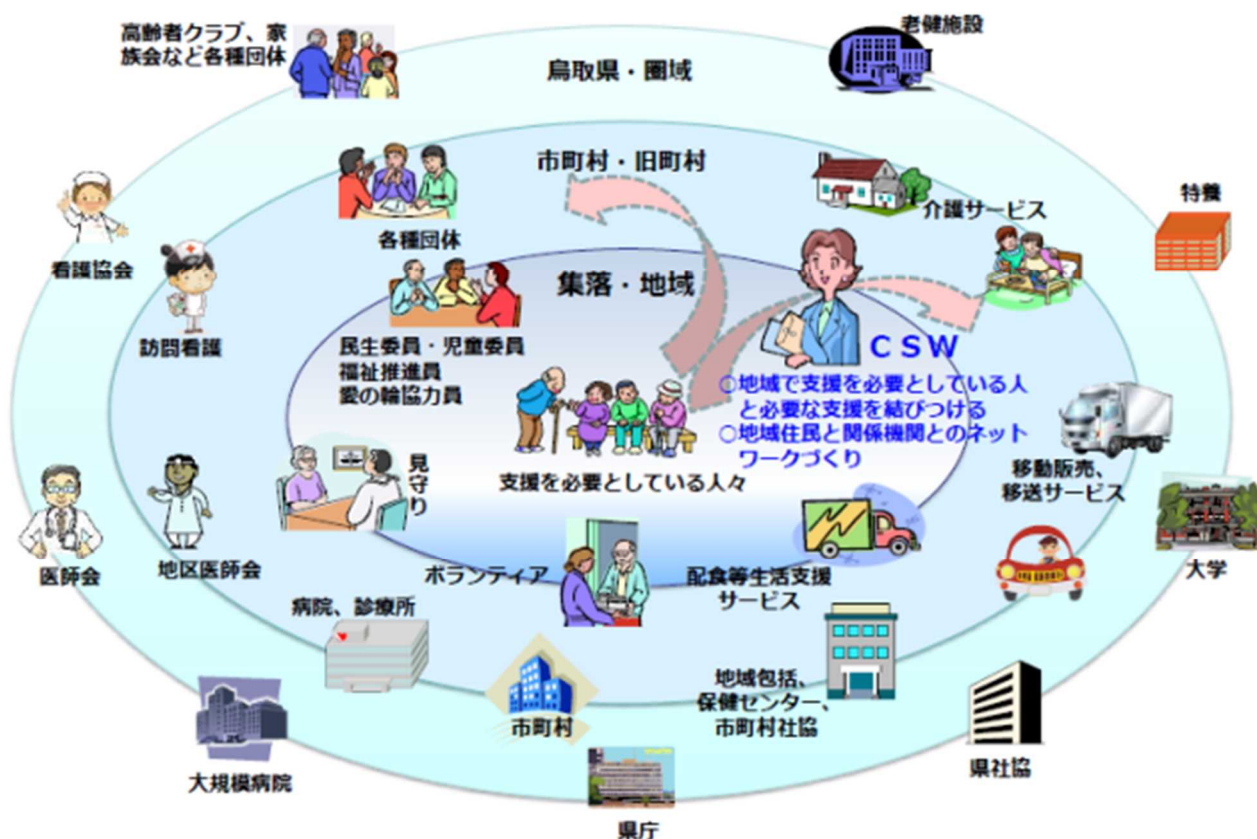 高齢者クラブ、家
族会など各種団体
老健施設
鳥取県・圏域
市町村・旧町村
特養
介護サービス
各種団体
看護協会
集落・地域
訪問看護
民生委員・児童委員
福祉推進員
愛の輪協力員
CSW
○地域で支援を必要としている人
と必要な支援を結びつける
○地域住民と関係機関とのネット
ワークづくり
見守り
支援を必要としている人々
移動販売、
移送サービス
医師会
地区医師会
大学
ボランティア
配食等生活支援
サービス
病院、診療所
地域包括、
保健センター、
市町村社協
市町村
県社協
大規模病院
県庁